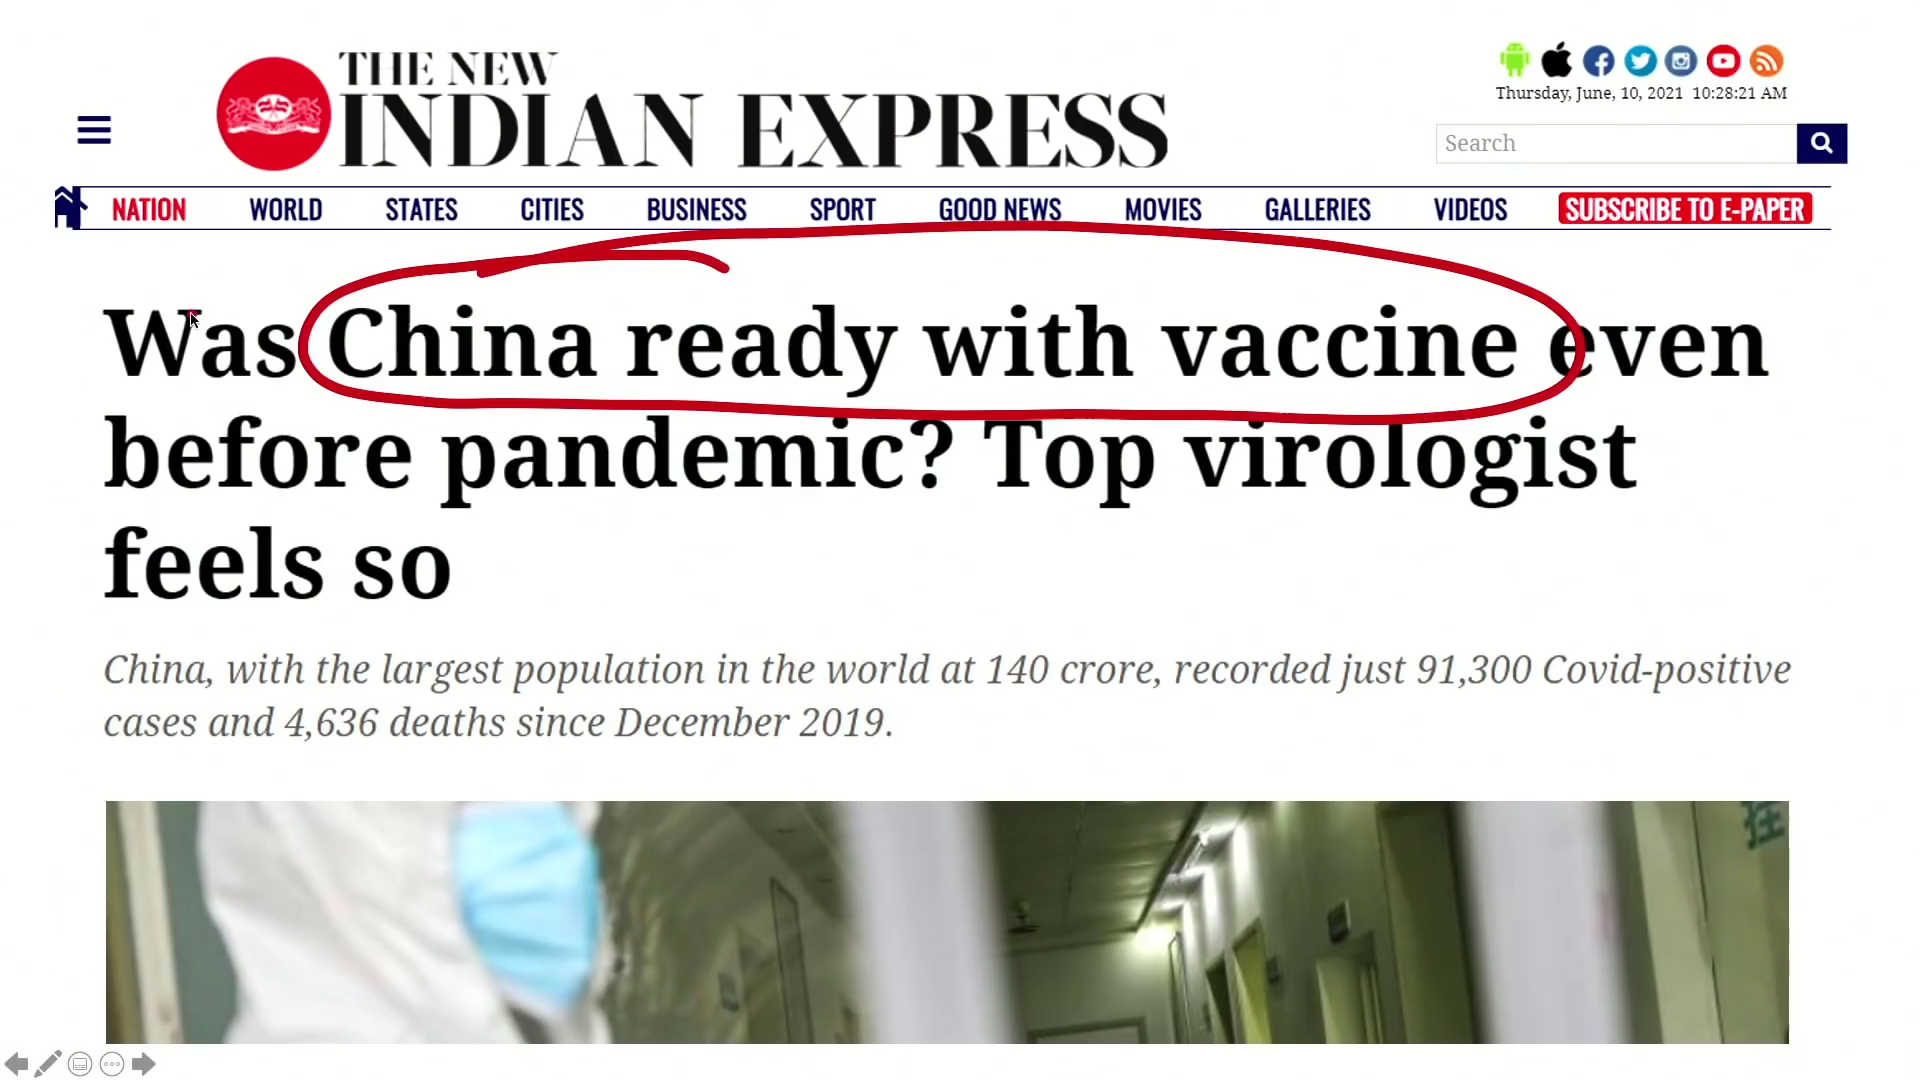 THE NEW
INDIAN EXPRESS
Thursday, June, 10, 2021 10:28:21 AM
Search
NATION WORLD STATES CITIES BUSINESS SPORT GOOD NEWS MOVIES GALLERIES VIDEOS SUBSCRIBE TO E-PAPER
Was China ready with vaccine even
before pandemic? Top virologist
feels so
China, with the largest population in the world at 140 crore, recorded just 91,300 Covid-positive
cases and 4,636 deaths since December 2019.